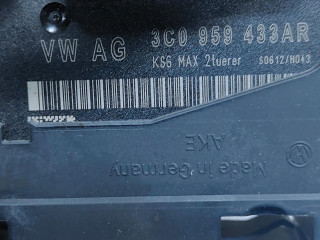 VW AG 3C0 959 433AR
KSG MAX 2tuerer S0612/H043
Made in Germany
AKE